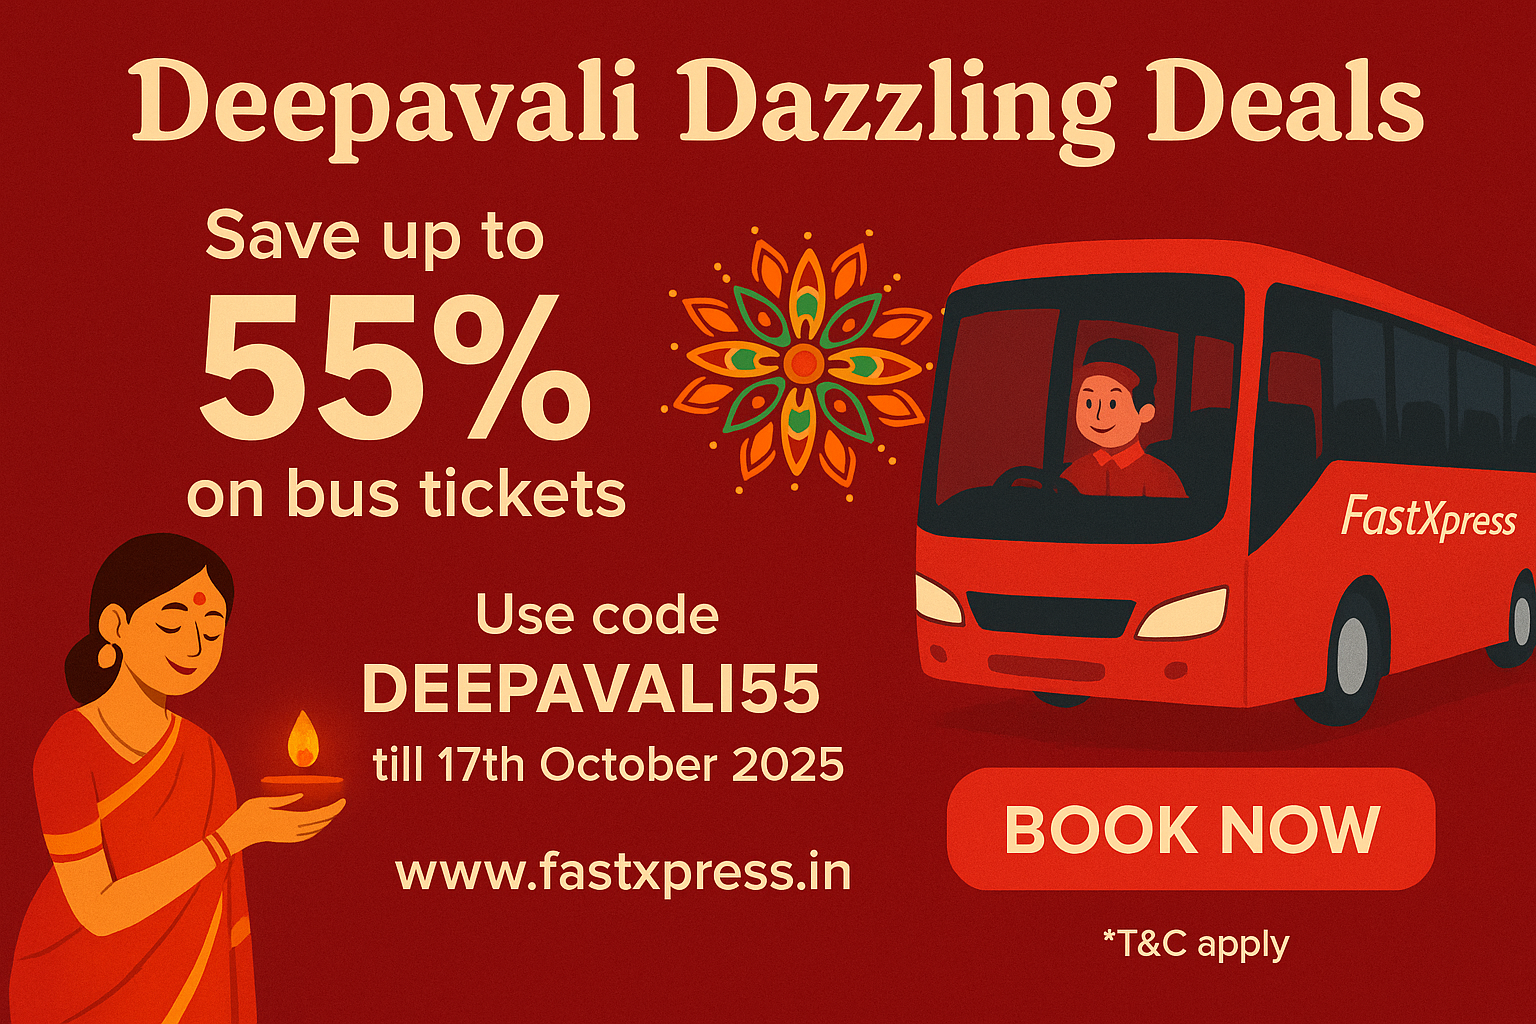 Deepavali Dazzling Deals
Save up to
55%
on bus tickets
FastXpress
Use code
DEEPAVALI55
till 17th October 2025
www.fastxpress.in
BOOK NOW
*T&C apply